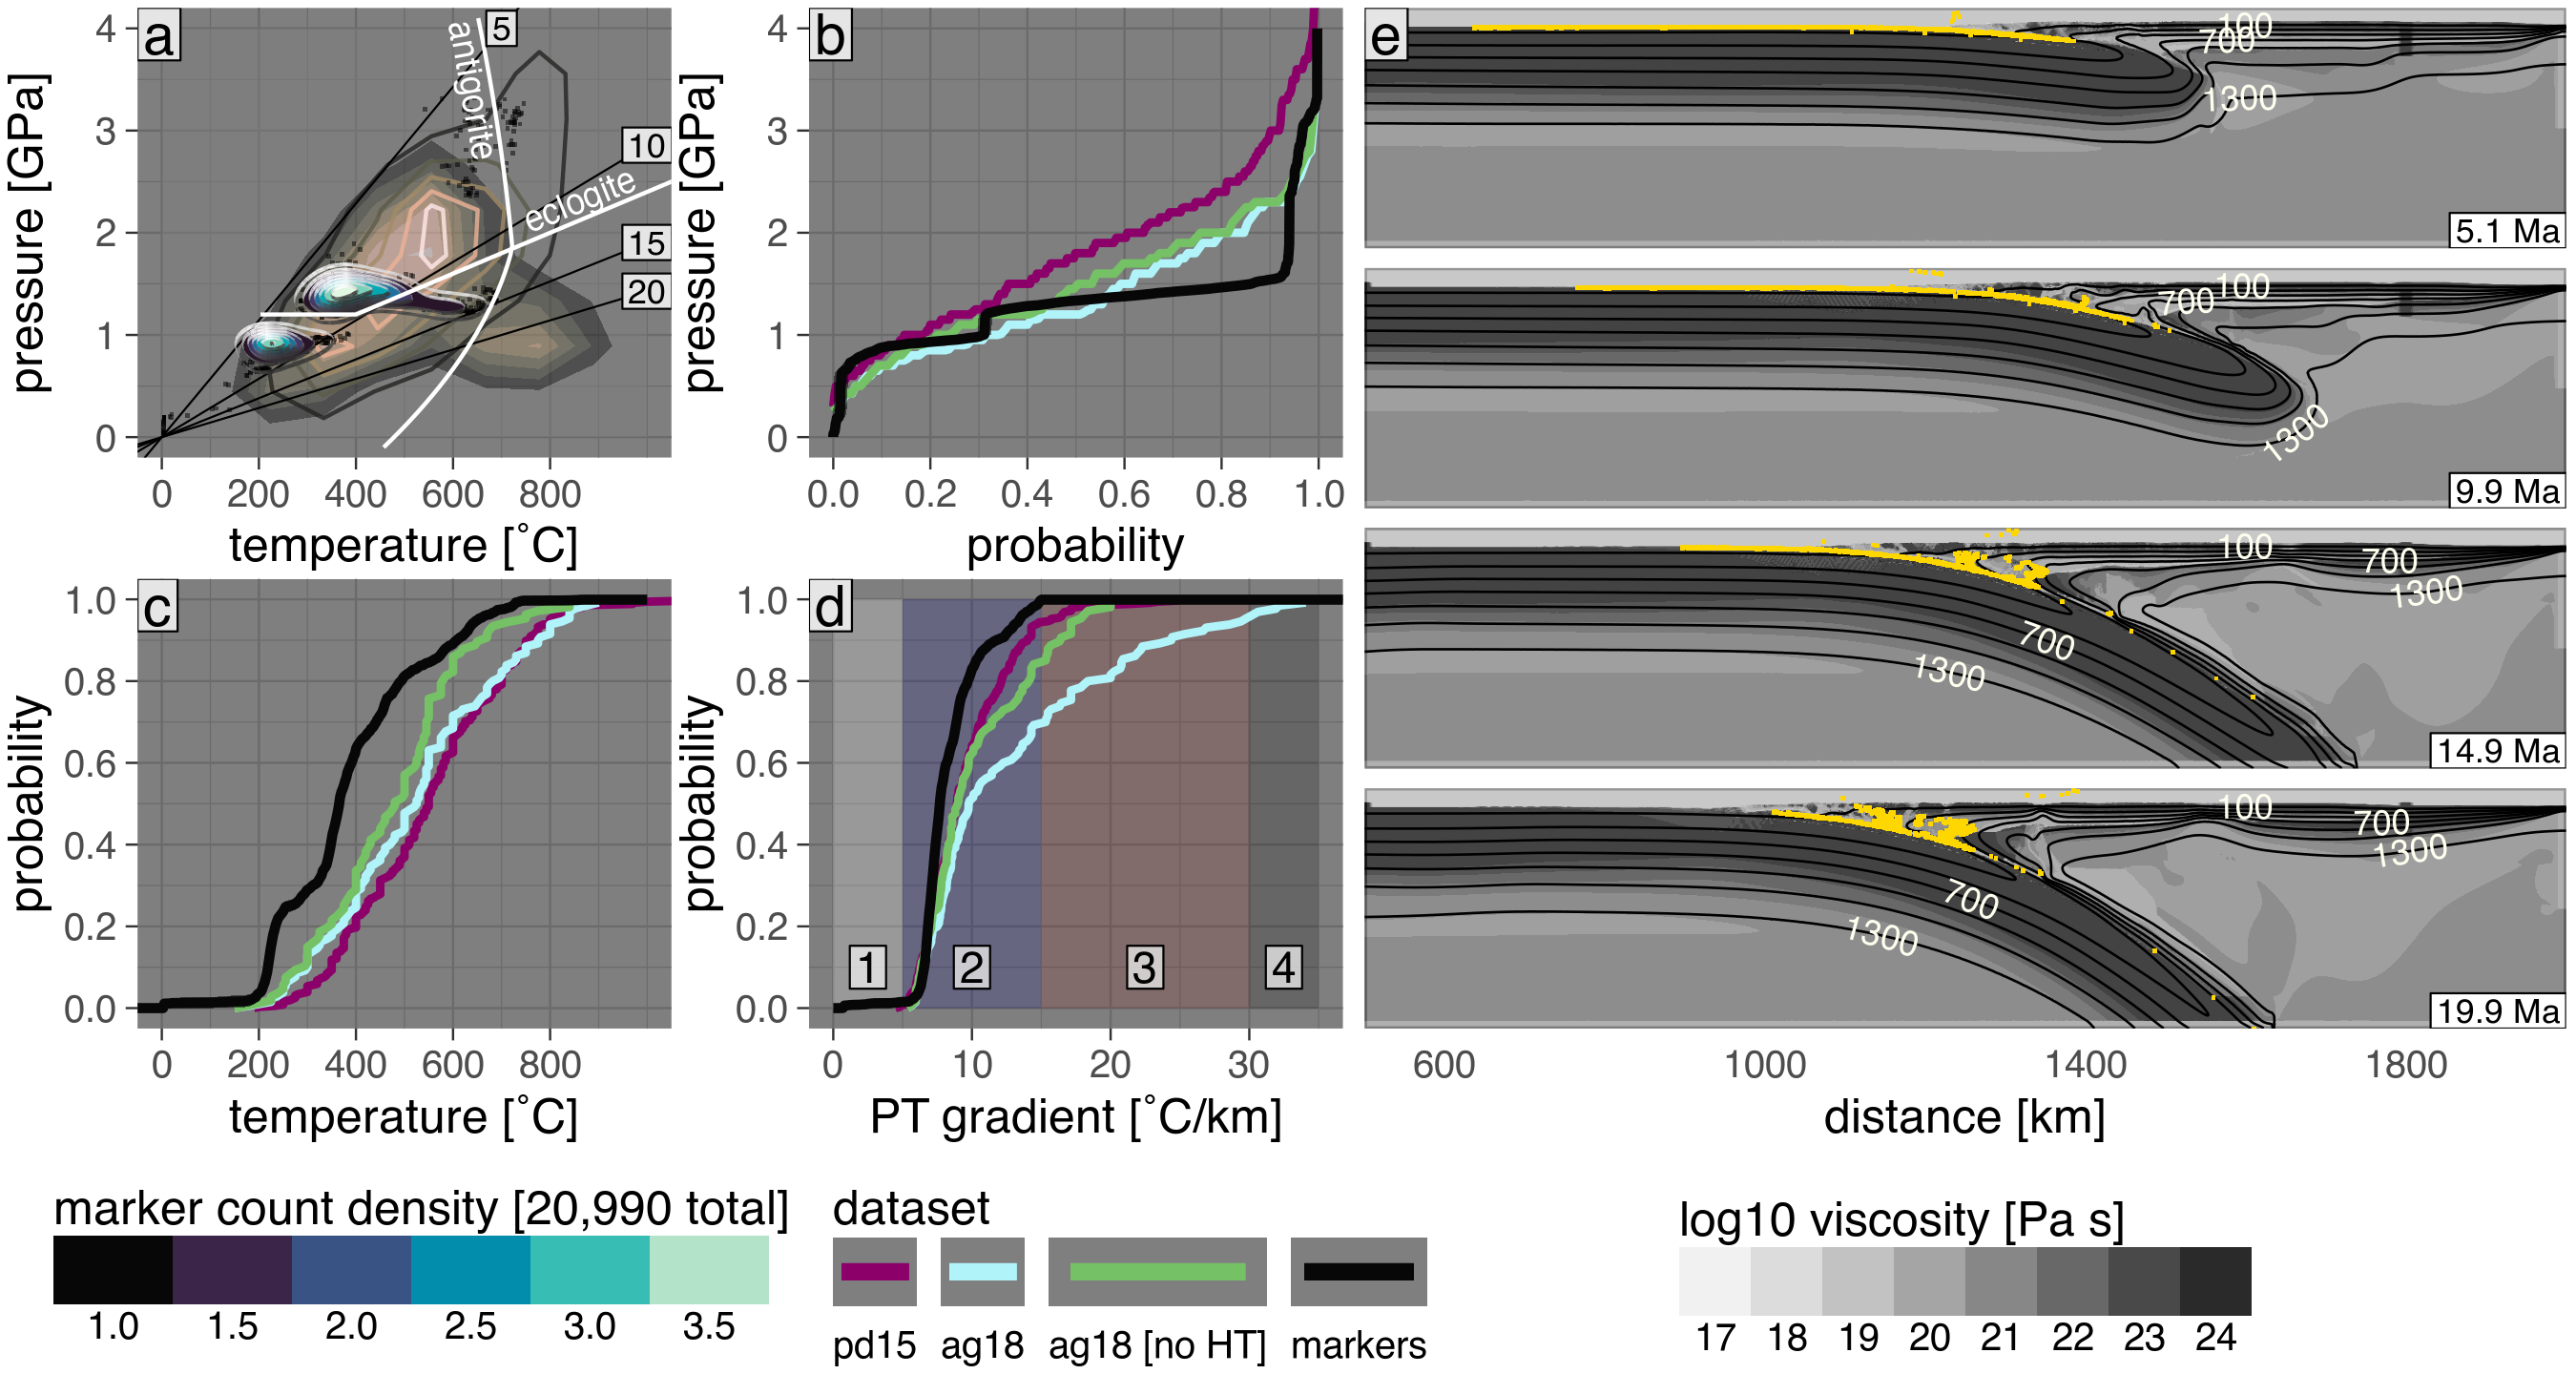 a
4
3
2
1
0
pressure [GPa]
0 200 400 600 800
temperature [°C]
antigorite
eclogite
5
10
15
20
b
4
3
2
1
0
pressure [GPa]
0.0 0.2 0.4 0.6 0.8 1.0
probability
c
1.0
0.8
0.6
0.4
0.2
0.0
probability
0 200 400 600 800
temperature [°C]
d
1.0
0.8
0.6
0.4
0.2
0.0
probability
1 2 3 4
0 10 20 30
PT gradient [°C/km]
e
100
700
1300
5.1 Ma
100
700
1300
9.9 Ma
100
700
1300
700
1300
14.9 Ma
100
700
1300
700
1300
19.9 Ma
600 1000 1400 1800
distance [km]
marker count density [20,990 total]
1.0 1.5 2.0 2.5 3.0 3.5
dataset
pd15 ag18 ag18 [no HT] markers
log10 viscosity [Pa s]
17 18 19 20 21 22 23 24